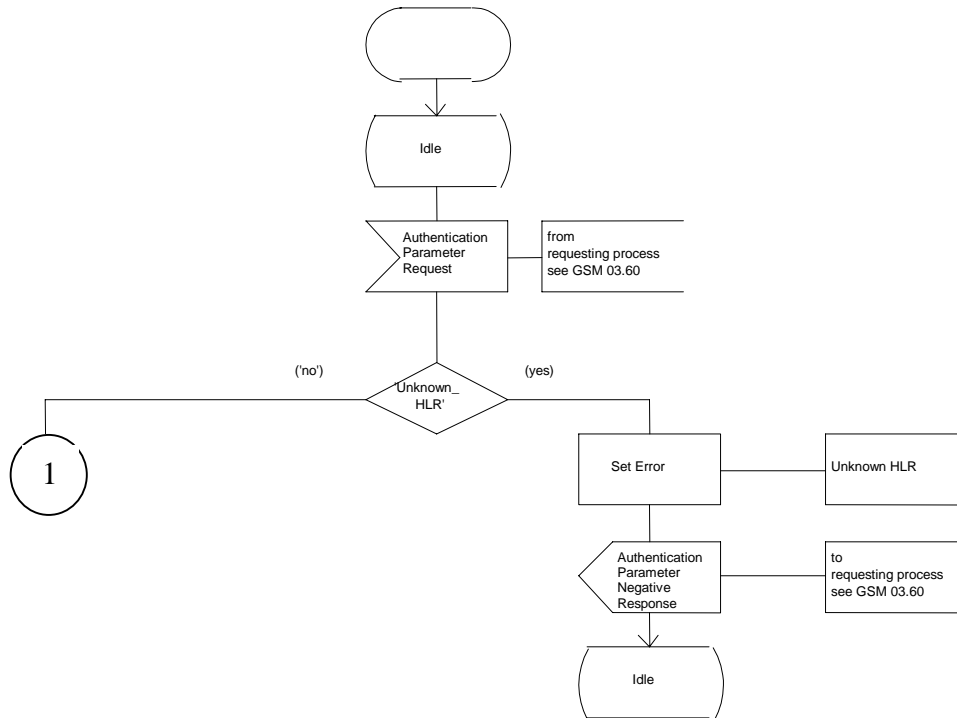 Idle
Authentication
Parameter
Request
from
requesting process
see GSM 03.60
('no')
'Unknown_
HLR'
(yes)
1
Set Error
Unknown HLR
Authentication
Parameter
Negative
Response
to
requesting process
see GSM 03.60
Idle